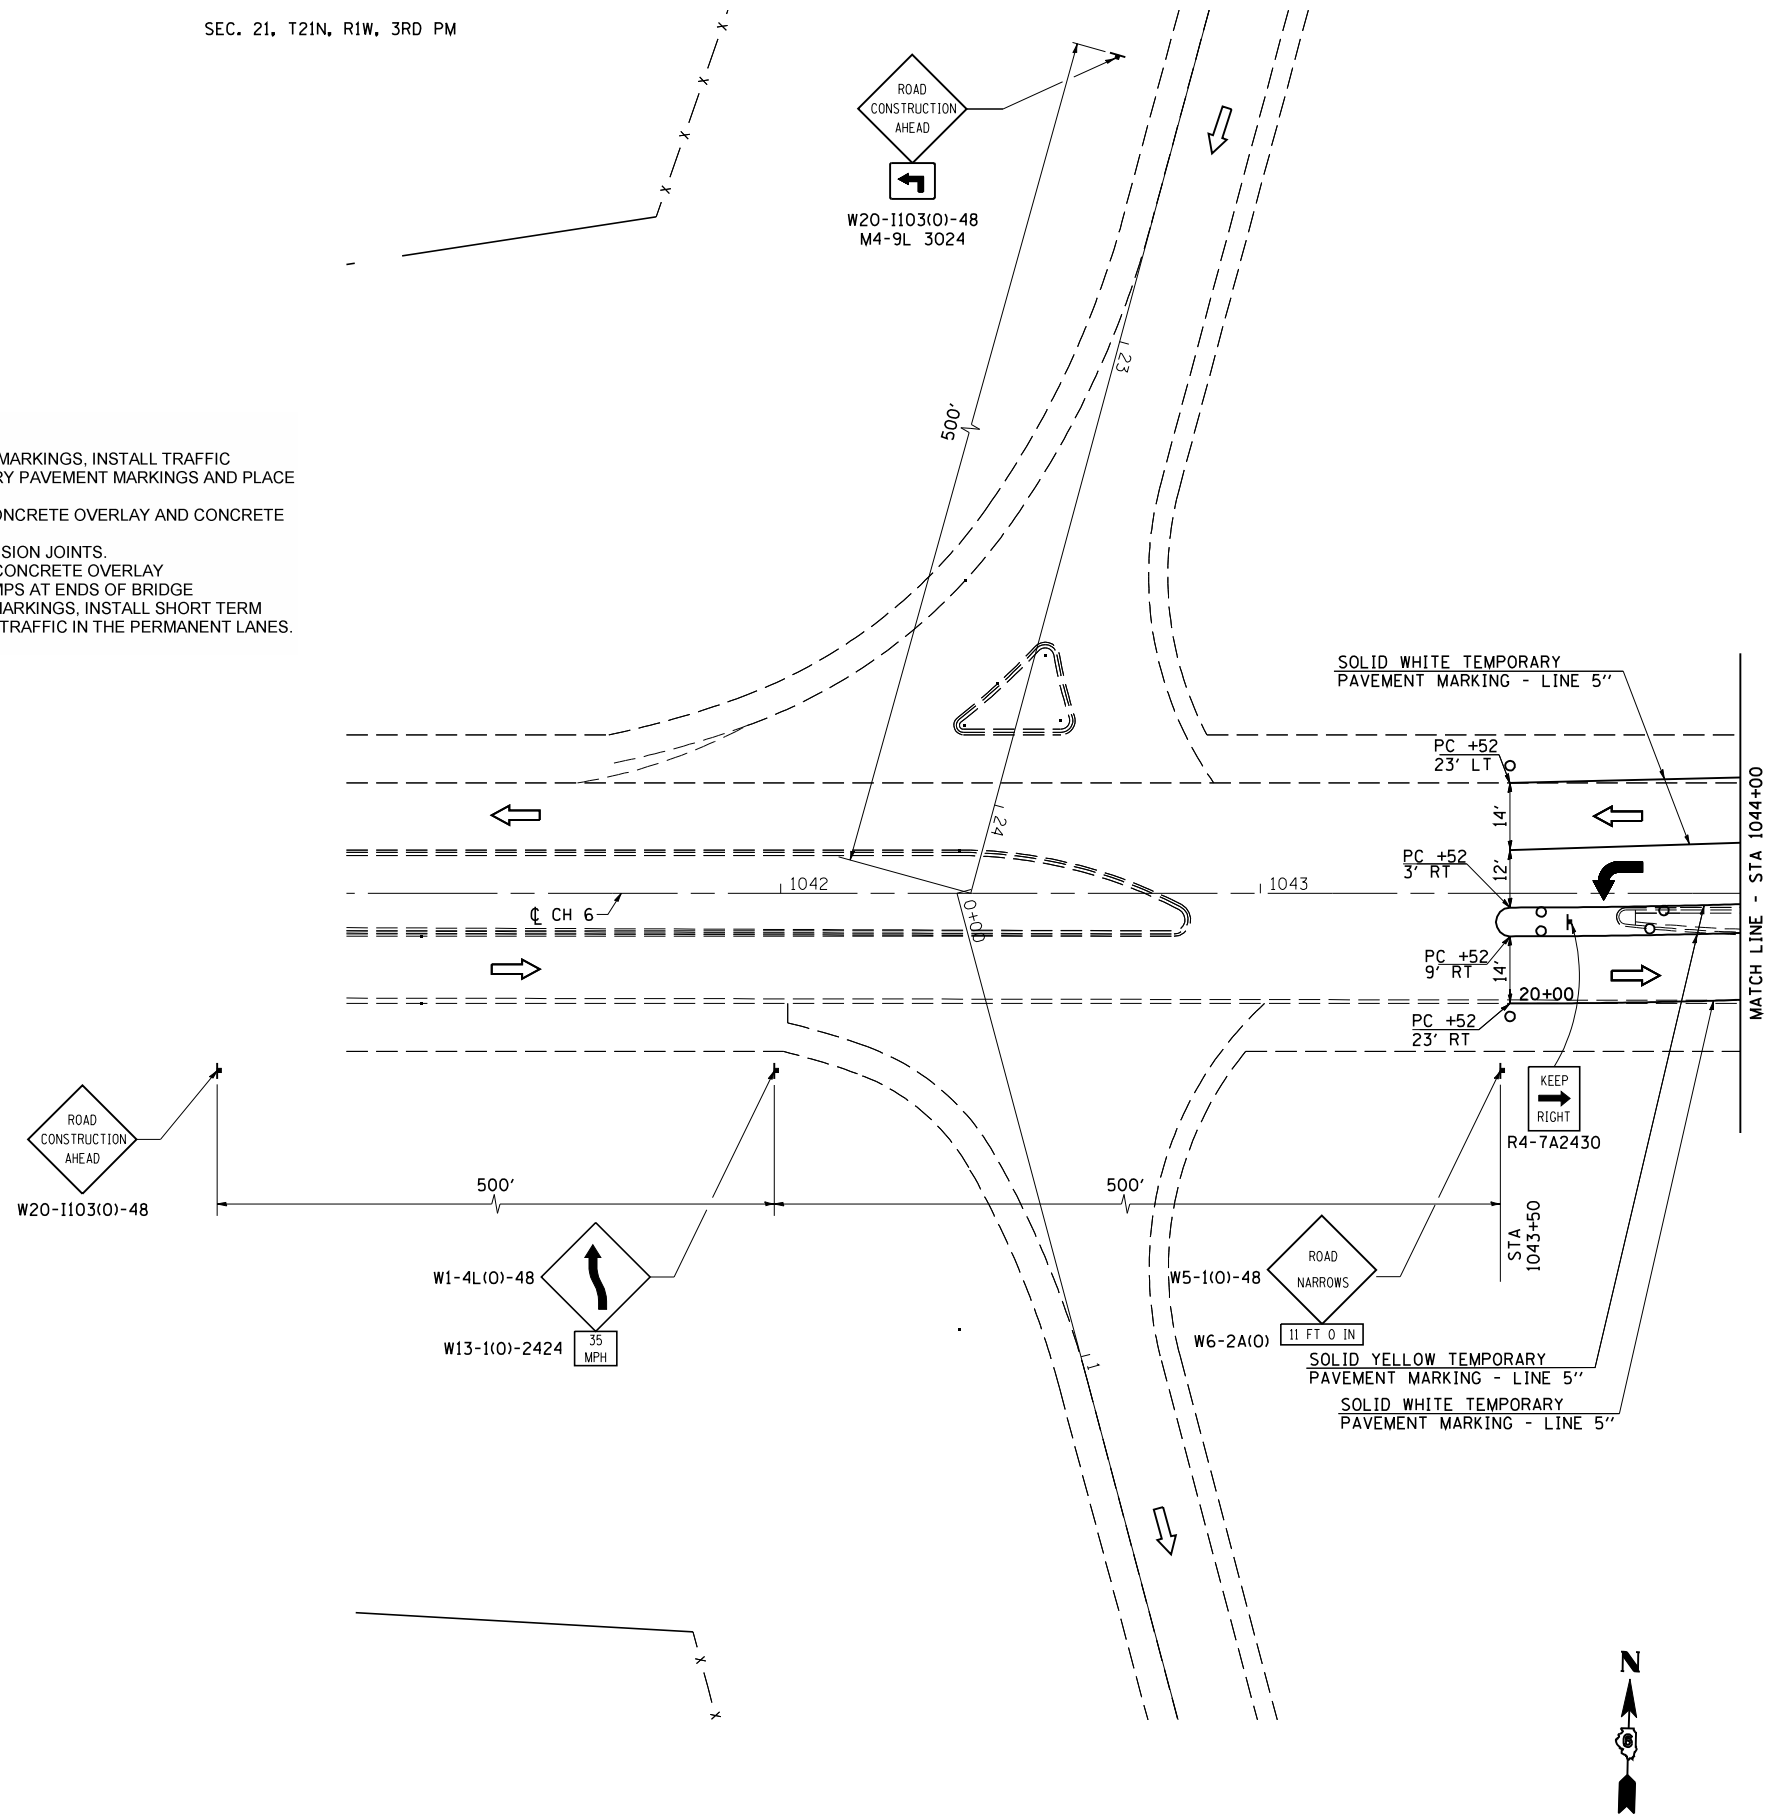 SEC. 21, T21N, R1W, 3RD PM
ROAD
CONSTRUCTION
AHEAD
W20-I103(O)-48
M4-9L 3024
23
500'
MARKINGS, INSTALL TRAFFIC
RY PAVEMENT MARKINGS AND PLACE
ONCRETE OVERLAY AND CONCRETE
SION JOINTS.
CONCRETE OVERLAY
MPS AT ENDS OF BRIDGE
MARKINGS, INSTALL SHORT TERM
TRAFFIC IN THE PERMANENT LANES.
SOLID WHITE TEMPORARY
PAVEMENT MARKING - LINE 5"
PC +52
23' LT
14'
24
MATCH LINE - STA 1044+00
PC +52
3' RT
12'
1042
1043
℄ CH 6
0+00
PC +52
9' RT
14'
20+00
PC +52
23' RT
KEEP
RIGHT
R4-7A2430
ROAD
CONSTRUCTION
AHEAD
W20-I103(O)-48
500'
500'
STA
1043+50
W1-4L(O)-48
W13-1(O)-2424
35
MPH
W5-1(O)-48
ROAD
NARROWS
W6-2A(O)
11 FT 0 IN
1
SOLID YELLOW TEMPORARY
PAVEMENT MARKING - LINE 5"
SOLID WHITE TEMPORARY
PAVEMENT MARKING - LINE 5"
N
6